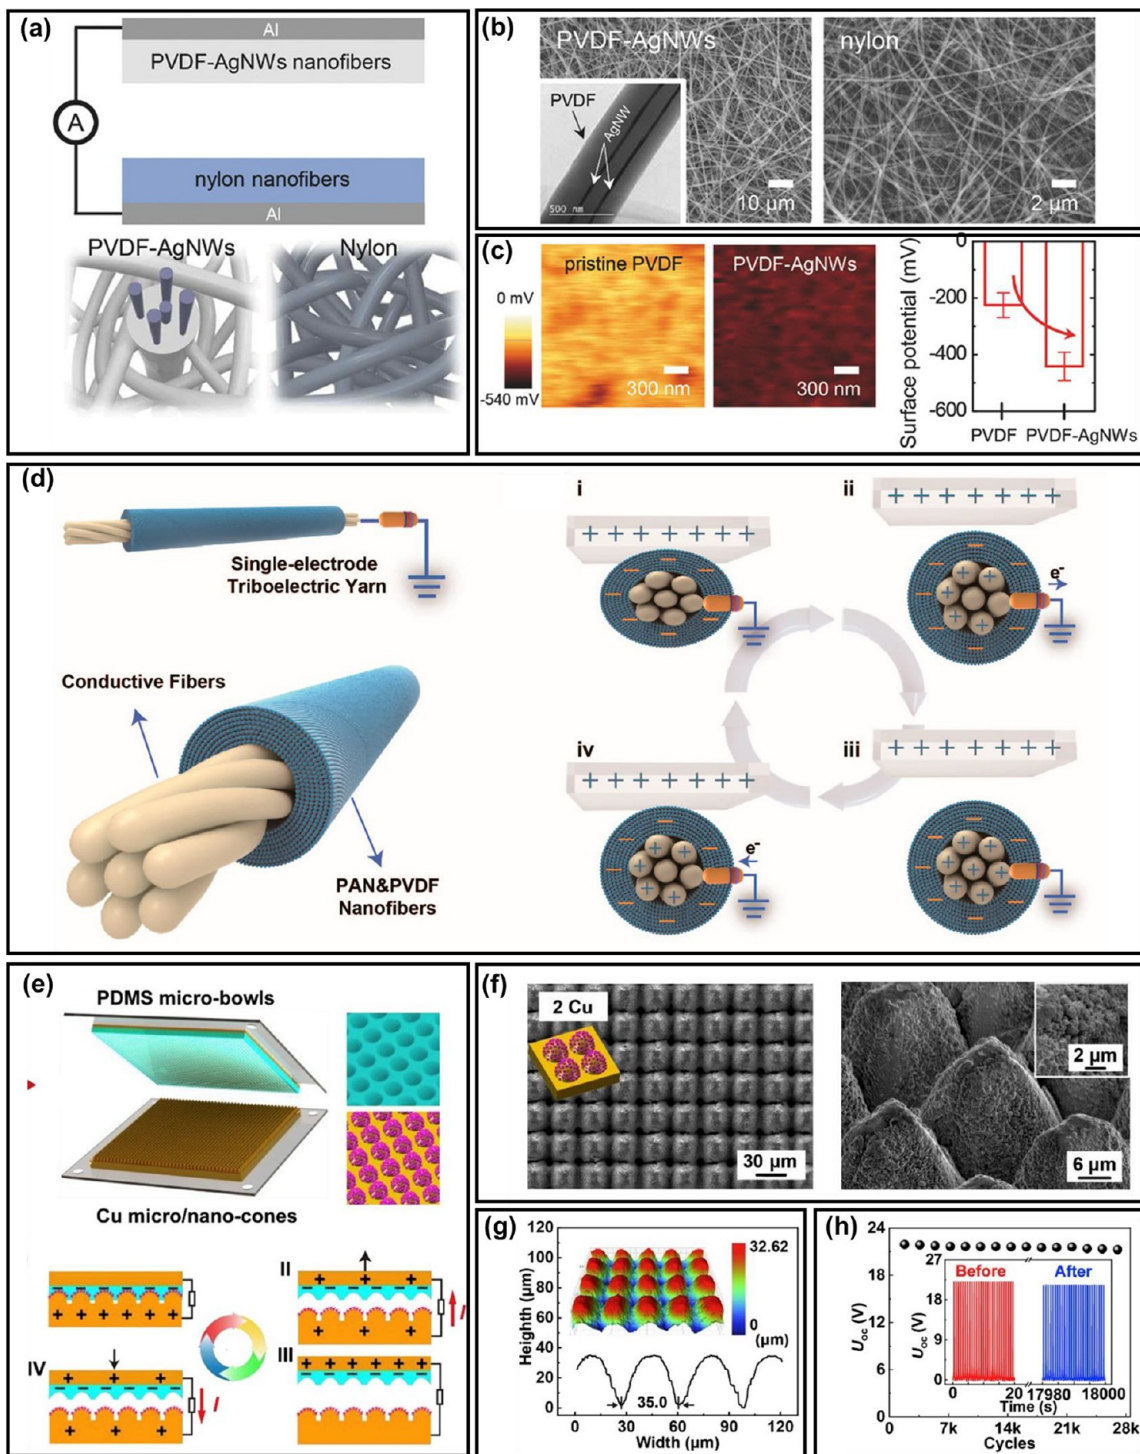 (a)
Al
PVDF-AgNWs nanofibers
A
nylon nanofibers
Al
PVDF-AgNWs
Nylon
(b)
PVDF-AgNWs
PVDF
AgNW
500 nm
10 µm
nylon
2 µm
(c)
pristine PVDF
PVDF-AgNWs
0 mV
-540 mV
300 nm
300 nm
Surface potential (mV)
0
-200
-400
-600
PVDF
PVDF-AgNWs
(d)
Single-electrode
Triboelectric Yarn
Conductive Fibers
PAN&PVDF
Nanofibers
i
+ + + + + + +
ii
+ + + + + + +
e-
iv
+ + + + + + +
e-
iii
+ + + + + + +
(e)
PDMS micro-bowls
Cu micro/nano-cones
II
I
III
IV
I
(f)
2 Cu
30 µm
2 µm
6 µm
(g)
Heighth (µm)
120
100
80
60
40
20
0
32.62
0
(µm)
35.0
0
30
60
90
120
Width (µm)
(h)
Uoc (V)
24
18
12
6
0
Uoc (V)
27
18
9
0
Before
After
0
20
17980
18000
Time (s)
0
7k
14k
21k
28k
Cycles